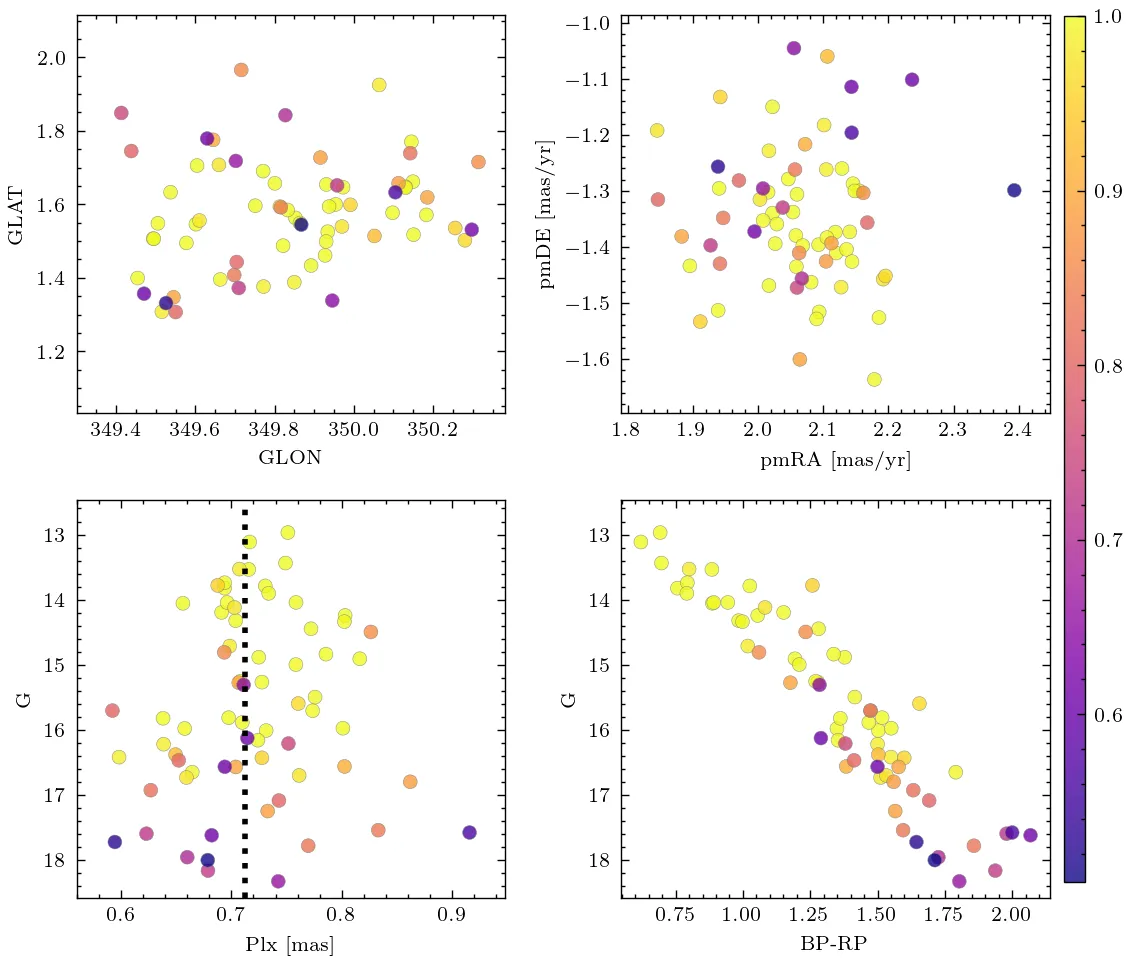 2.0
1.8
1.6
1.4
1.2
GLAT
349.4 349.6 349.8 350.0 350.2
GLON
−1.0
−1.1
−1.2
−1.3
−1.4
−1.5
−1.6
pmDE [mas/yr]
1.8 1.9 2.0 2.1 2.2 2.3 2.4
pmRA [mas/yr]
1.0
0.9
0.8
0.7
0.6
13
14
15
16
17
18
G
0.6 0.7 0.8 0.9
Plx [mas]
13
14
15
16
17
18
G
0.75 1.00 1.25 1.50 1.75 2.00
BP-RP